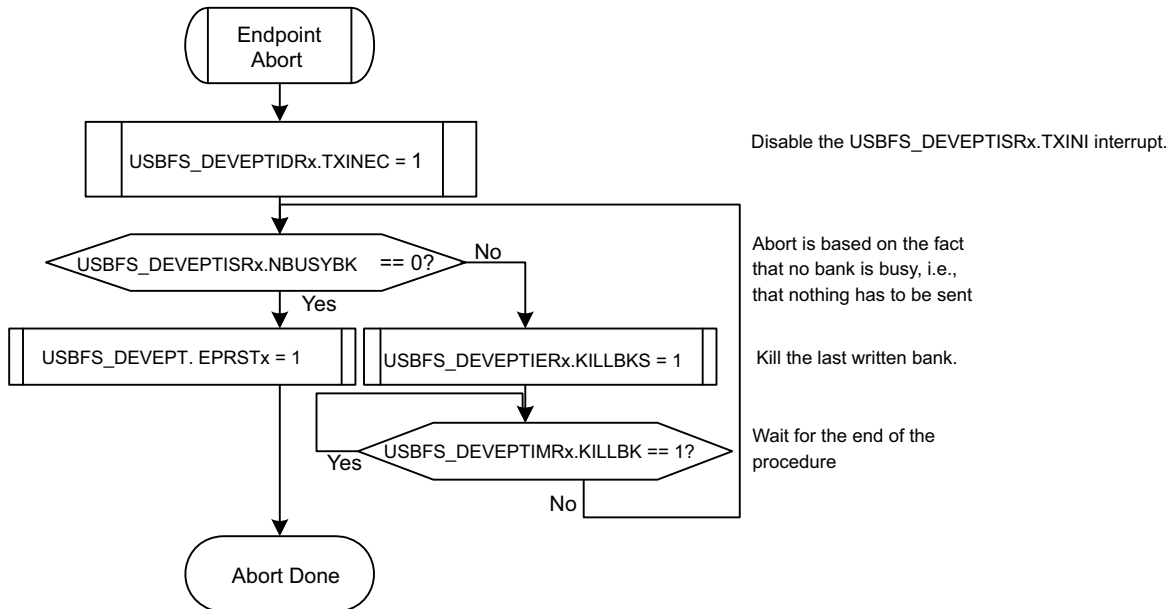 Endpoint
Abort
USBFS_DEVEPTIDRx.TXINEC = 1
Disable the USBFS_DEVEPTISRx.TXINI interrupt.
USBFS_DEVEPTISRx.NBUSYBK == 0?
No
Yes
Abort is based on the fact
that no bank is busy, i.e.,
that nothing has to be sent
USBFS_DEVEPT. EPRSTx = 1
USBFS_DEVEPTIERx.KILLBKS = 1
Kill the last written bank.
USBFS_DEVEPTIMRx.KILLBK == 1?
Yes
No
Wait for the end of the
procedure
Abort Done